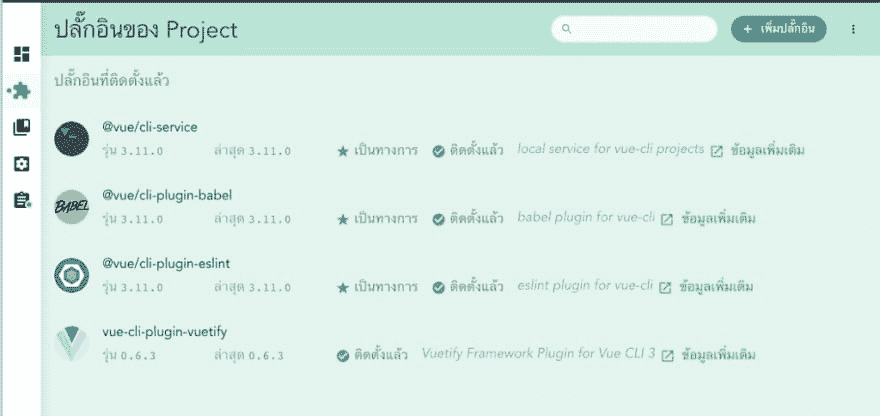 ปลั๊กอินของ Project
เพิ่มปลั๊กอิน
ปลั๊กอินที่ติดตั้งแล้ว
@vue/cli-service
รุ่น 3.11.0 ล่าสุด 3.11.0 เป็นทางการ ติดตั้งแล้ว local service for vue-cli projects ข้อมูลเพิ่มเติม
BABEL
@vue/cli-plugin-babel
รุ่น 3.11.0 ล่าสุด 3.11.0 เป็นทางการ ติดตั้งแล้ว babel plugin for vue-cli ข้อมูลเพิ่มเติม
@vue/cli-plugin-eslint
รุ่น 3.11.0 ล่าสุด 3.11.0 เป็นทางการ ติดตั้งแล้ว eslint plugin for vue-cli ข้อมูลเพิ่มเติม
vue-cli-plugin-vuetify
รุ่น 0.6.3 ล่าสุด 0.6.3 ติดตั้งแล้ว Vuetify Framework Plugin for Vue CLI 3 ข้อมูลเพิ่มเติม